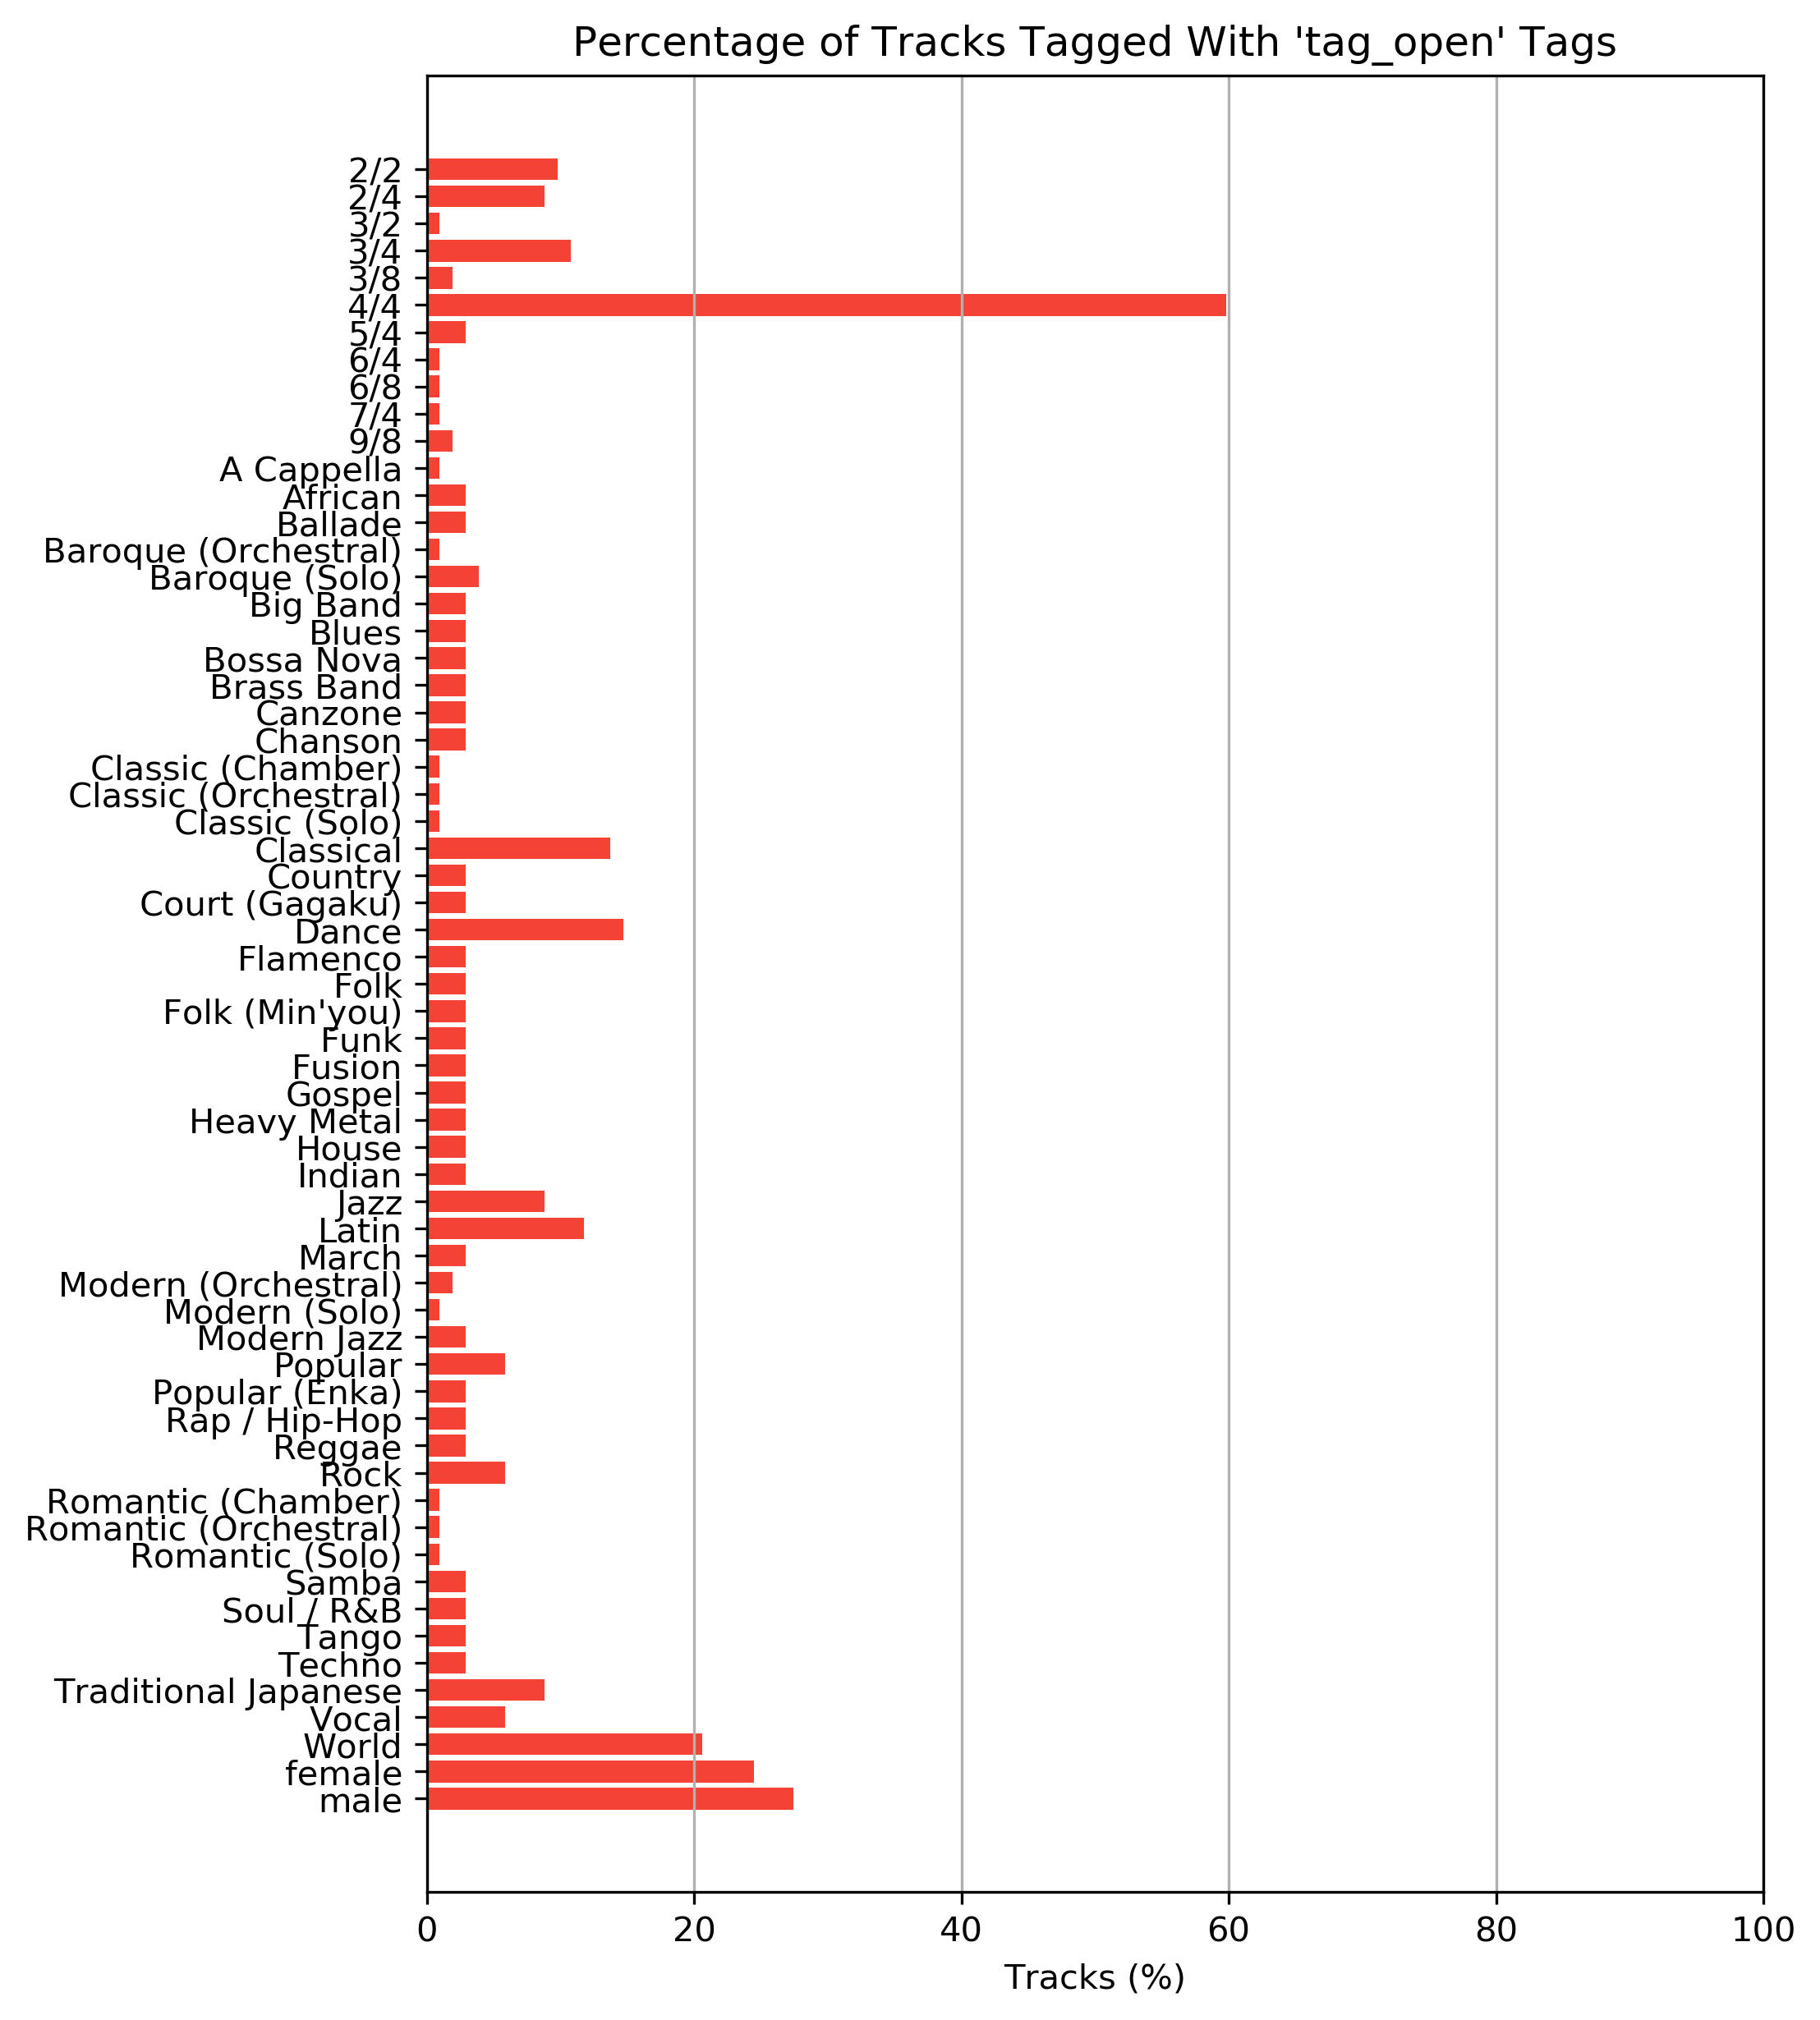 Percentage of Tracks Tagged With 'tag_open' Tags
2/2
2/4
3/2
3/4
3/8
4/4
5/4
6/4
6/8
7/4
9/8
A Cappella
African
Ballade
Baroque (Orchestral)
Baroque (Solo)
Big Band
Blues
Bossa Nova
Brass Band
Canzone
Chanson
Classic (Chamber)
Classic (Orchestral)
Classic (Solo)
Classical
Country
Court (Gagaku)
Dance
Flamenco
Folk
Folk (Min'you)
Funk
Fusion
Gospel
Heavy Metal
House
Indian
Jazz
Latin
March
Modern (Orchestral)
Modern (Solo)
Modern Jazz
Popular
Popular (Enka)
Rap / Hip-Hop
Reggae
Rock
Romantic (Chamber)
Romantic (Orchestral)
Romantic (Solo)
Samba
Soul / R&B
Tango
Techno
Traditional Japanese
Vocal
World
female
male
0 20 40 60 80 100
Tracks (%)